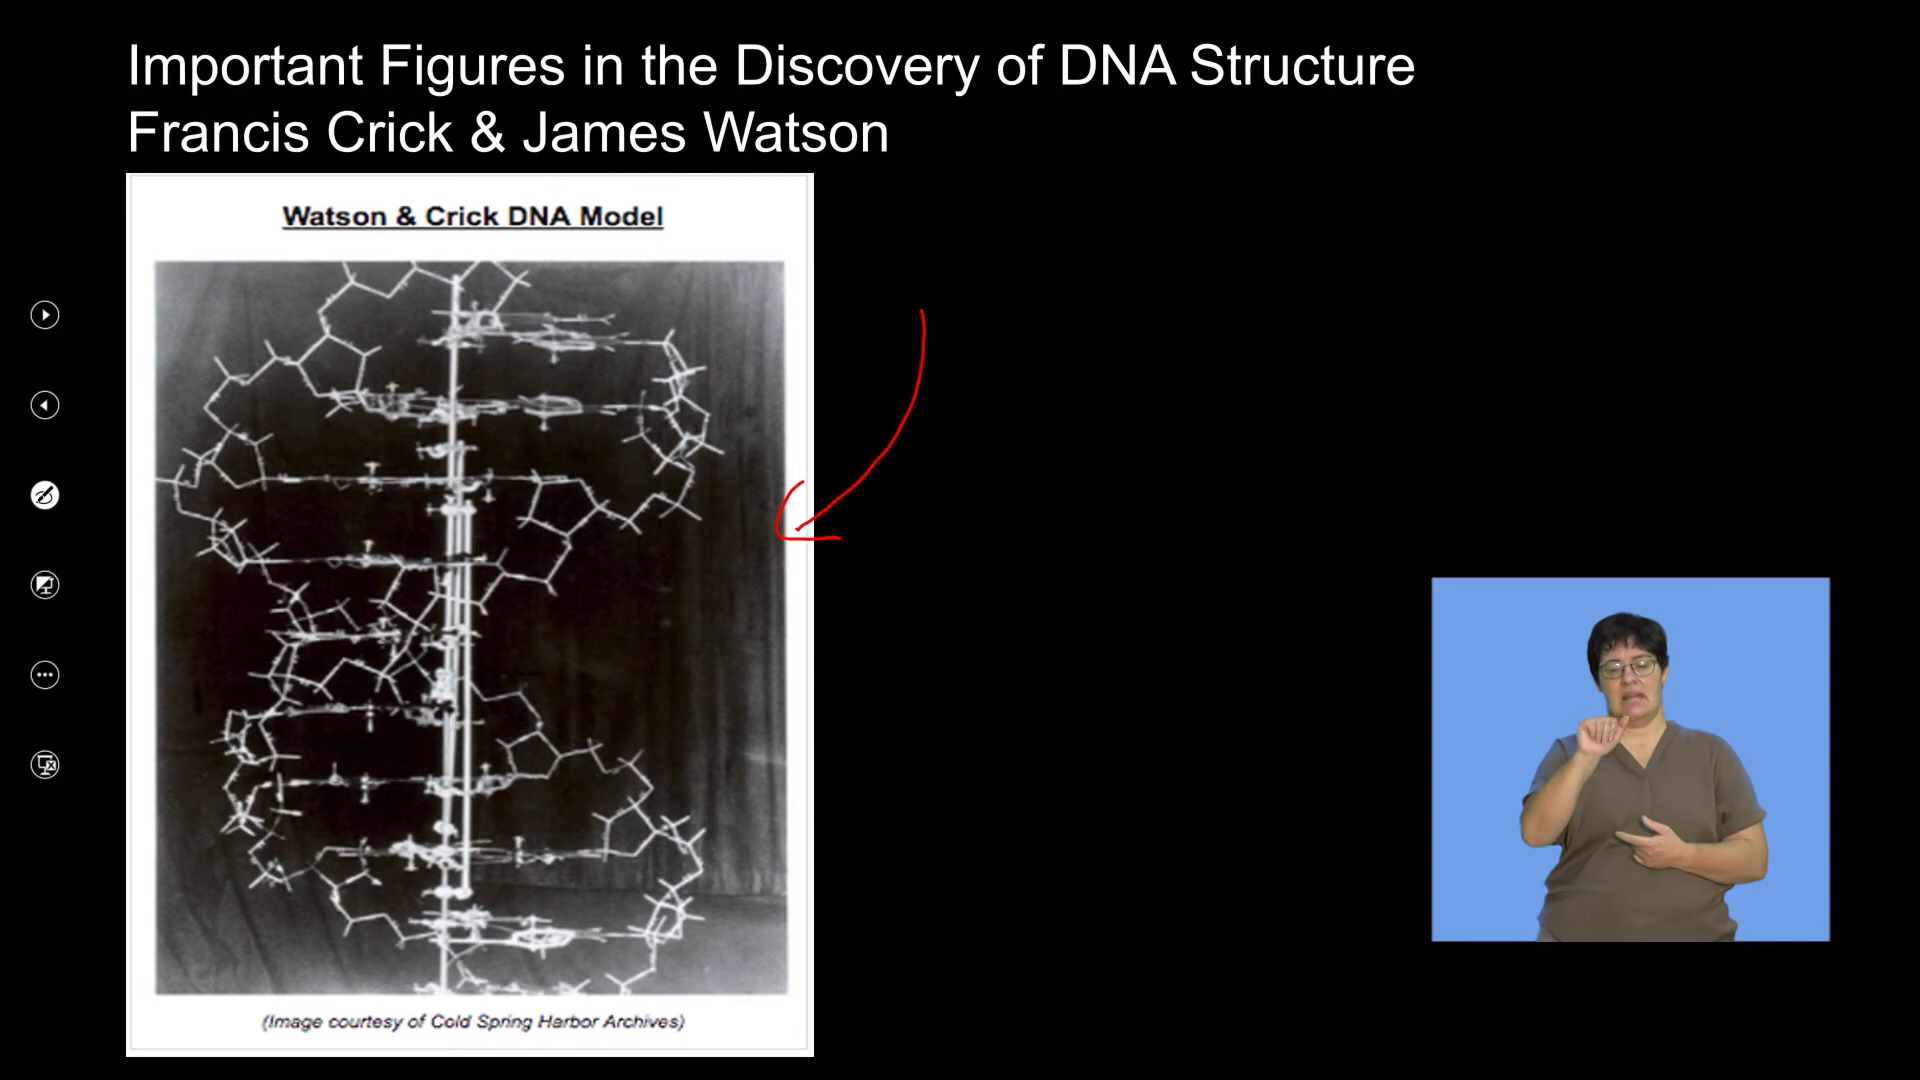 Important Figures in the Discovery of DNA Structure
Francis Crick & James Watson
Watson & Crick DNA Model
(Image courtesy of Cold Spring Harbor Archives)